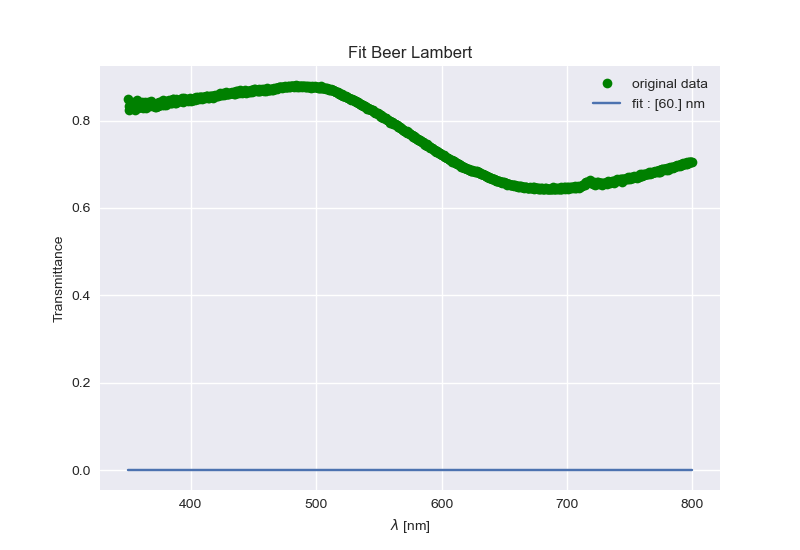 Fit Beer Lambert
original data
fit : [60.] nm
Transmittance
0.8
0.6
0.4
0.2
0.0
400 500 600 700 800
λ [nm]